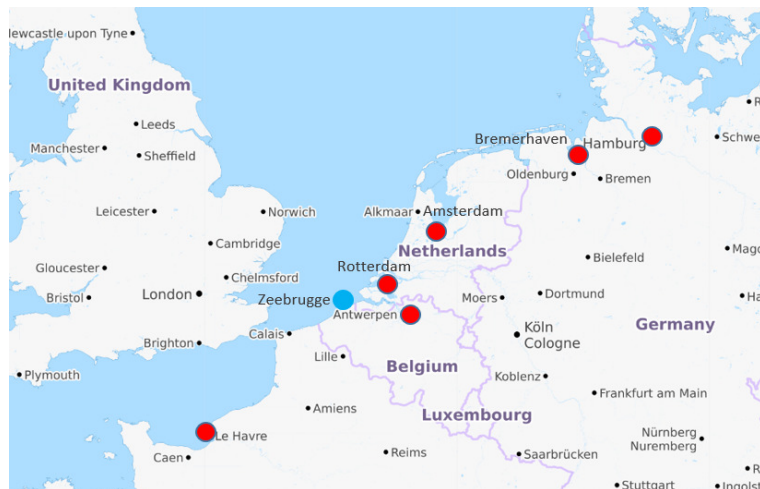 Newcastle upon Tyne
United Kingdom
Leeds
Manchester
Sheffield
Bremerhaven
Hamburg
Schwe
Oldenburg
Bremen
Leicester
Norwich
Alkmaar
Amsterdam
Cambridge
Netherlands
Bielefeld
Magd
Gloucester
Chelmsford
Rotterdam
Bristol
London
Zeebrugge
Moers
Dortmund
Ha
Antwerpen
Germany
Brighton
Calais
Köln
Cologne
Lille
Belgium
Plymouth
Koblenz
Frankfurt am Main
Amiens
Luxembourg
Le Havre
Nürnberg
Nuremberg
Caen
Reims
Saarbrücken
R
Stuttgart
Ingolst